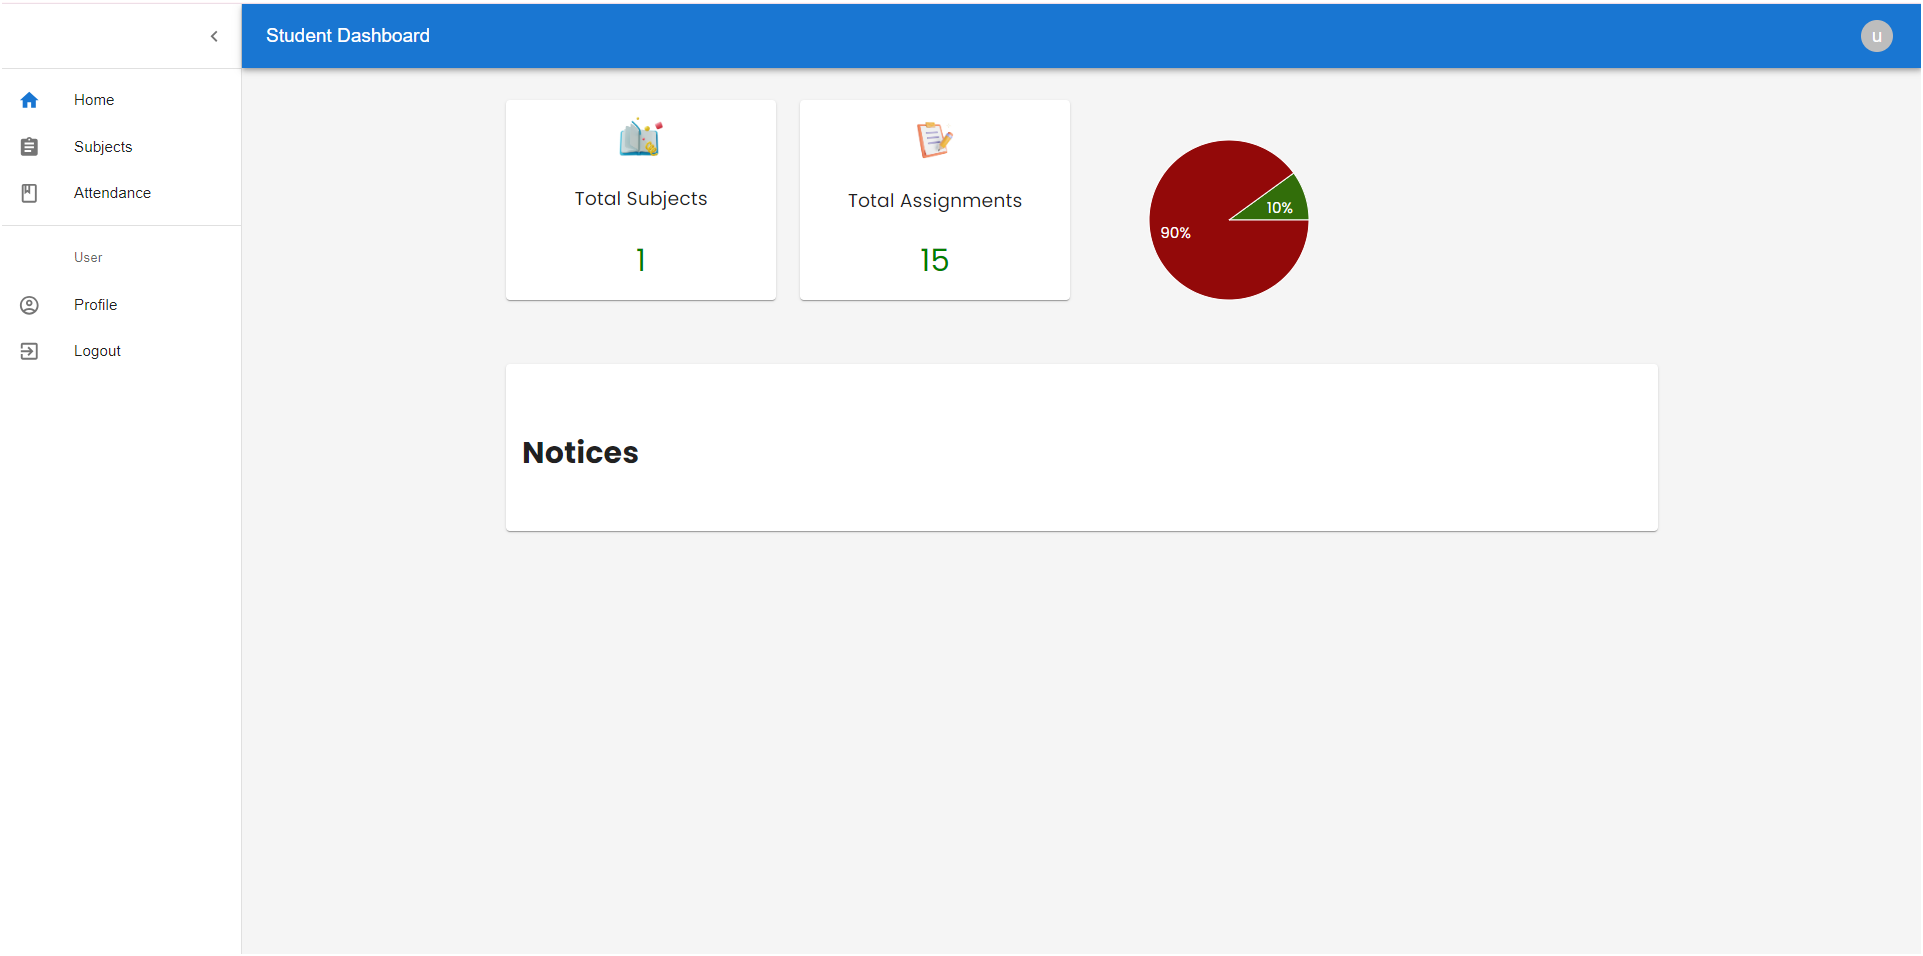 Student Dashboard
u
Home
Subjects
Attendance
User
Profile
Logout
Total Subjects
1
Total Assignments
15
10%
90%
Notices